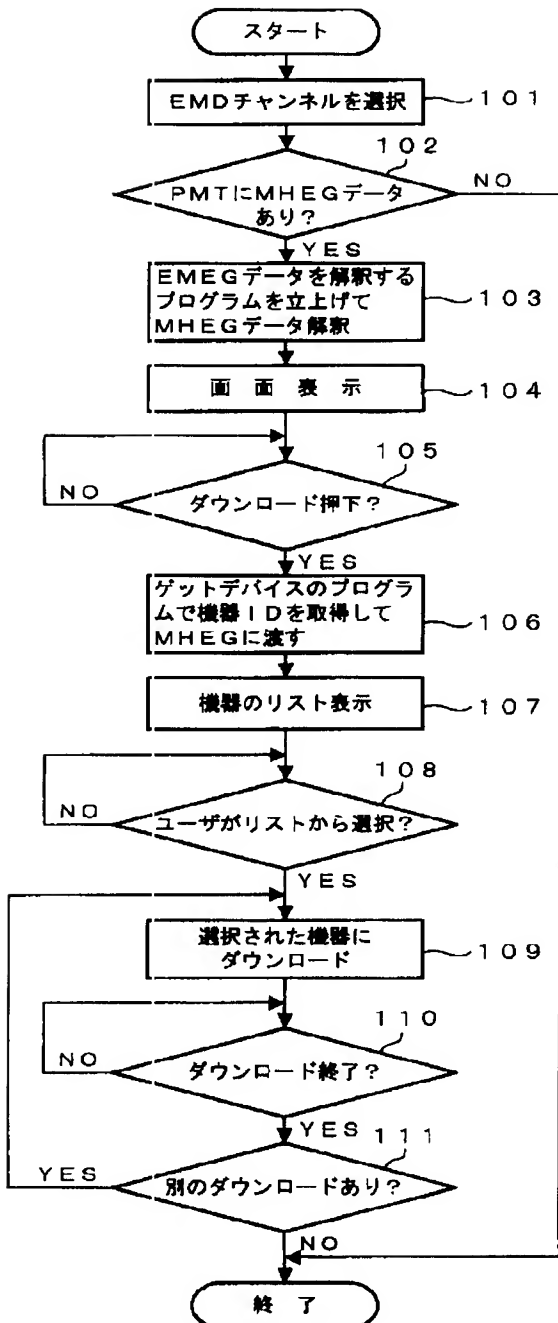 スタート
EMDチャンネルを選択
101
102
PMTにMHEGデータ
あり?
NO
YES
EMEGデータを解釈する
プログラムを立上げて
MHEGデータ解釈
103
画面表示
104
105
ダウンロード押下?
NO
YES
ゲットデバイスのプログラ
ムで機器IDを取得して
MHEGに渡す
106
機器のリスト表示
107
108
ユーザがリストから選択?
NO
YES
選択された機器に
ダウンロード
109
110
ダウンロード終了?
NO
YES
111
別のダウンロードあり?
YES
NO
終了